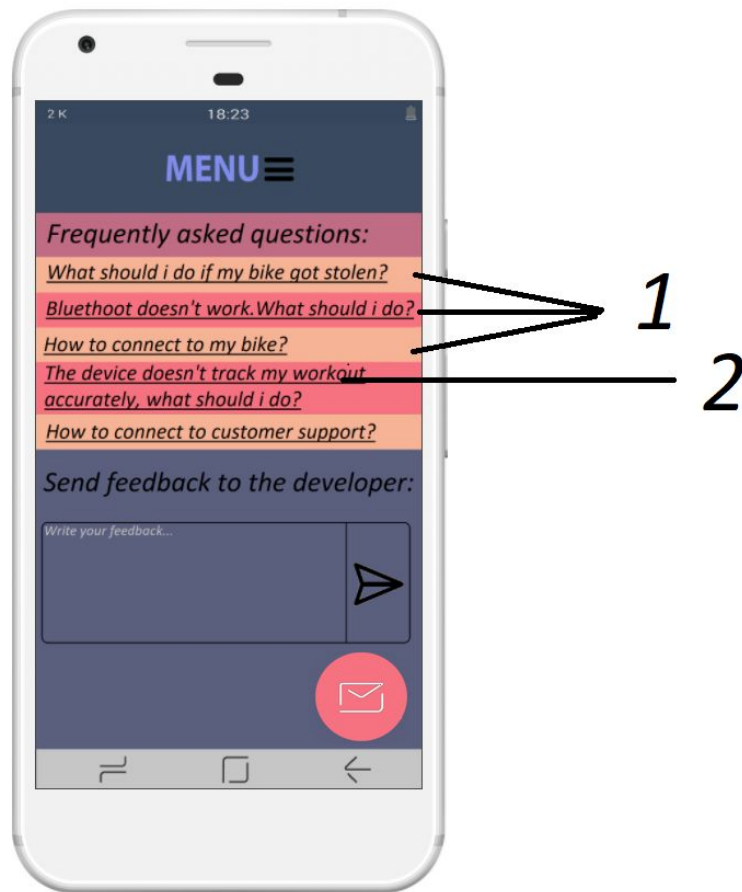 2 K 18:23
MENU
Frequently asked questions:
What should i do if my bike got stolen?
Bluethoot doesn't work.What should i do?
How to connect to my bike?
The device doesn't track my workout
accurately, what should i do?
How to connect to customer support?
Send feedback to the developer:
Write your feedback...
1
2